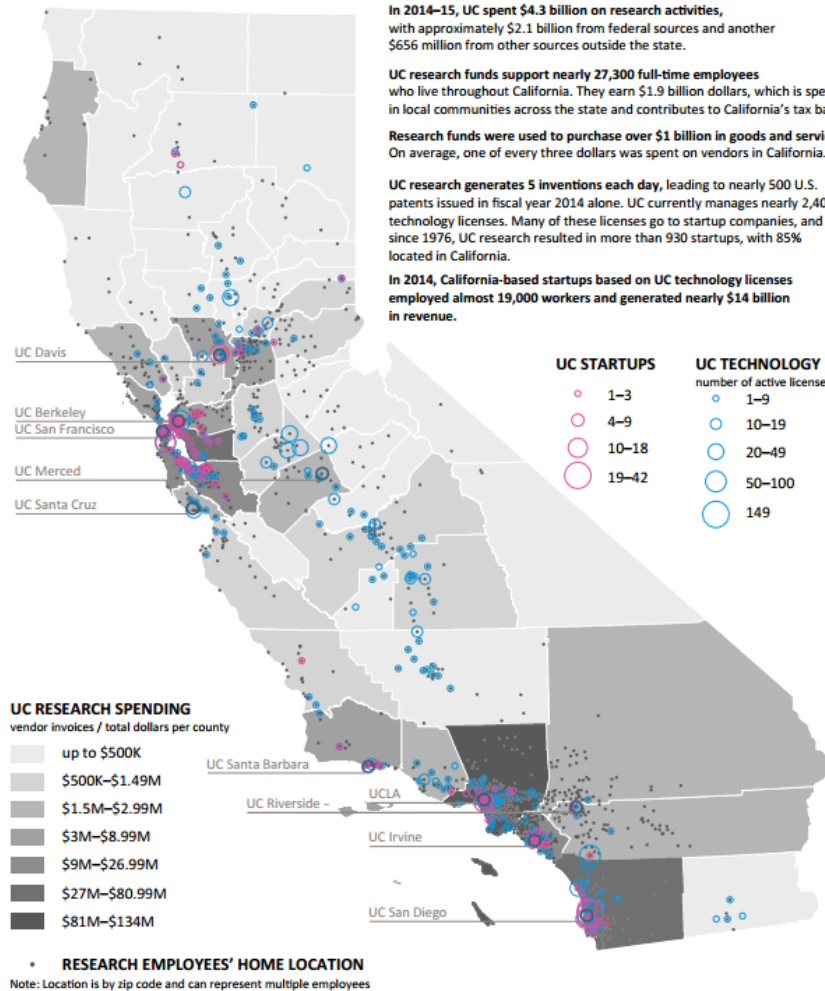 In 2014–15, UC spent $4.3 billion on research activities,
with approximately $2.1 billion from federal sources and another
$656 million from other sources outside the state.
UC research funds support nearly 27,300 full-time employees
who live throughout California. They earn $1.9 billion dollars, which is spe
in local communities across the state and contributes to California's tax ba
Research funds were used to purchase over $1 billion in goods and servi
On average, one of every three dollars was spent on vendors in California.
UC research generates 5 inventions each day, leading to nearly 500 U.S.
patents issued in fiscal year 2014 alone. UC currently manages nearly 2,40
technology licenses. Many of these licenses go to startup companies, and
since 1976, UC research resulted in more than 930 startups, with 85%
located in California.
In 2014, California-based startups based on UC technology licenses
employed almost 19,000 workers and generated nearly $14 billion
in revenue.
UC STARTUPS
1–3
4–9
10–18
19–42
UC TECHNOLOGY
number of active license
1–9
10–19
20–49
50–100
149
UC Davis
UC Berkeley
UC San Francisco
UC Merced
UC Santa Cruz
UC Santa Barbara
UCLA
UC Riverside –
UC Irvine
UC San Diego
UC RESEARCH SPENDING
vendor invoices / total dollars per county
up to $500K
$500K–$1.49M
$1.5M–$2.99M
$3M–$8.99M
$9M–$26.99M
$27M–$80.99M
$81M–$134M
RESEARCH EMPLOYEES' HOME LOCATION
Note: Location is by zip code and can represent multiple employees